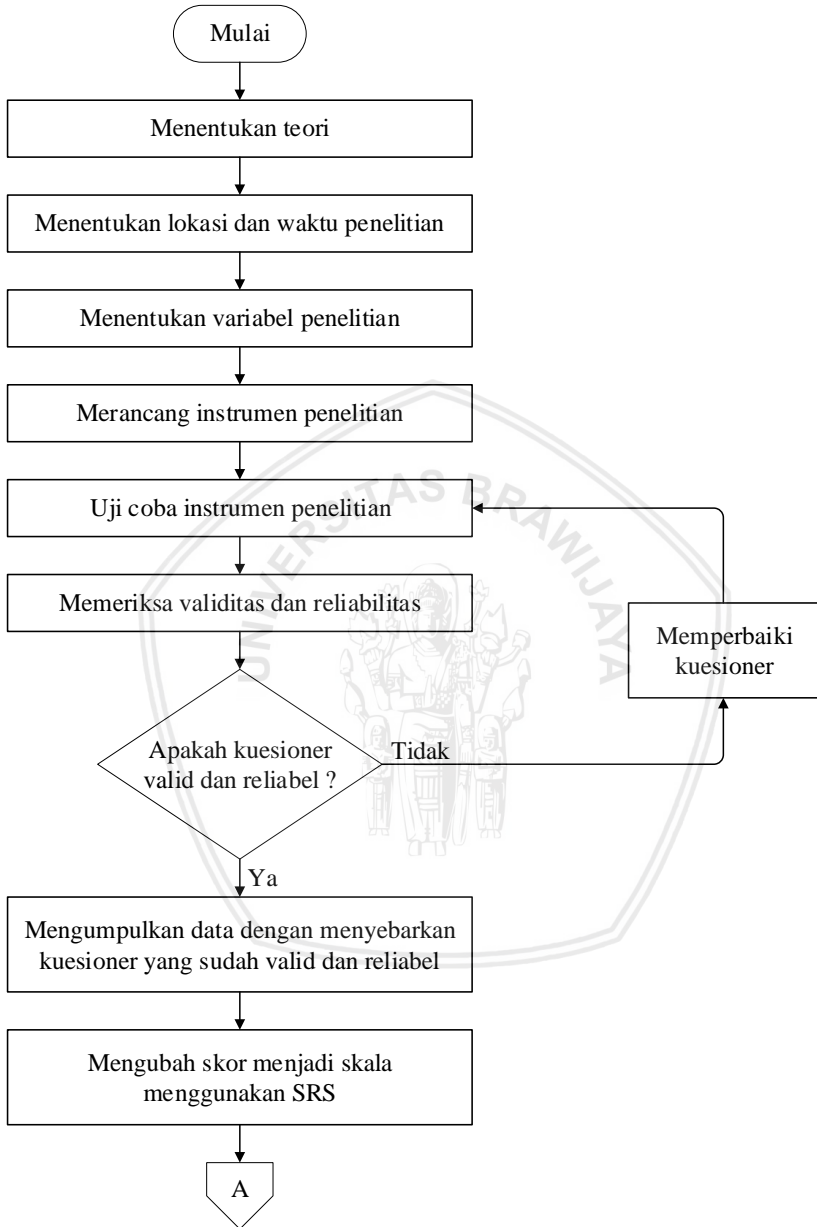 Mulai
Menentukan teori
Menentukan lokasi dan waktu penelitian
Menentukan variabel penelitian
Merancang instrumen penelitian
Uji coba instrumen penelitian
Memeriksa validitas dan reliabilitas
Memperbaiki
kuesioner
Apakah kuesioner
valid dan reliabel ?
Tidak
Ya
Mengumpulkan data dengan menyebarkan
kuesioner yang sudah valid dan reliabel
Mengubah skor menjadi skala
menggunakan SRS
A
UNIVERSITAS BRAWIJAYA